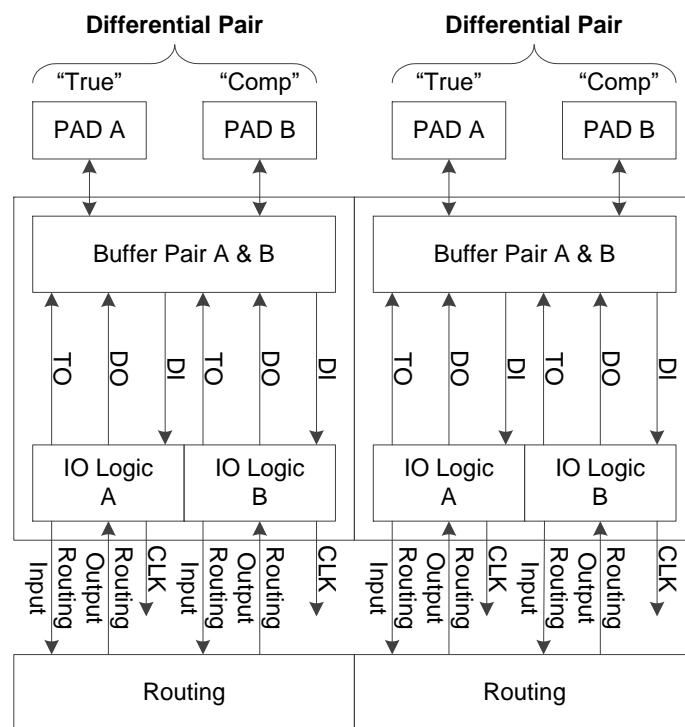 Differential Pair Differential Pair
“True” “Comp” “True” “Comp”
PAD A PAD B PAD A PAD B
Buffer Pair A & B Buffer Pair A & B
TO DO DI TO DO DI TO DO DI TO DO DI
IO Logic A IO Logic B IO Logic A IO Logic B
Routing Input Routing Output CLK Routing Input Routing Output CLK Routing Input Routing Output CLK Routing Input Routing Output CLK
Routing Routing